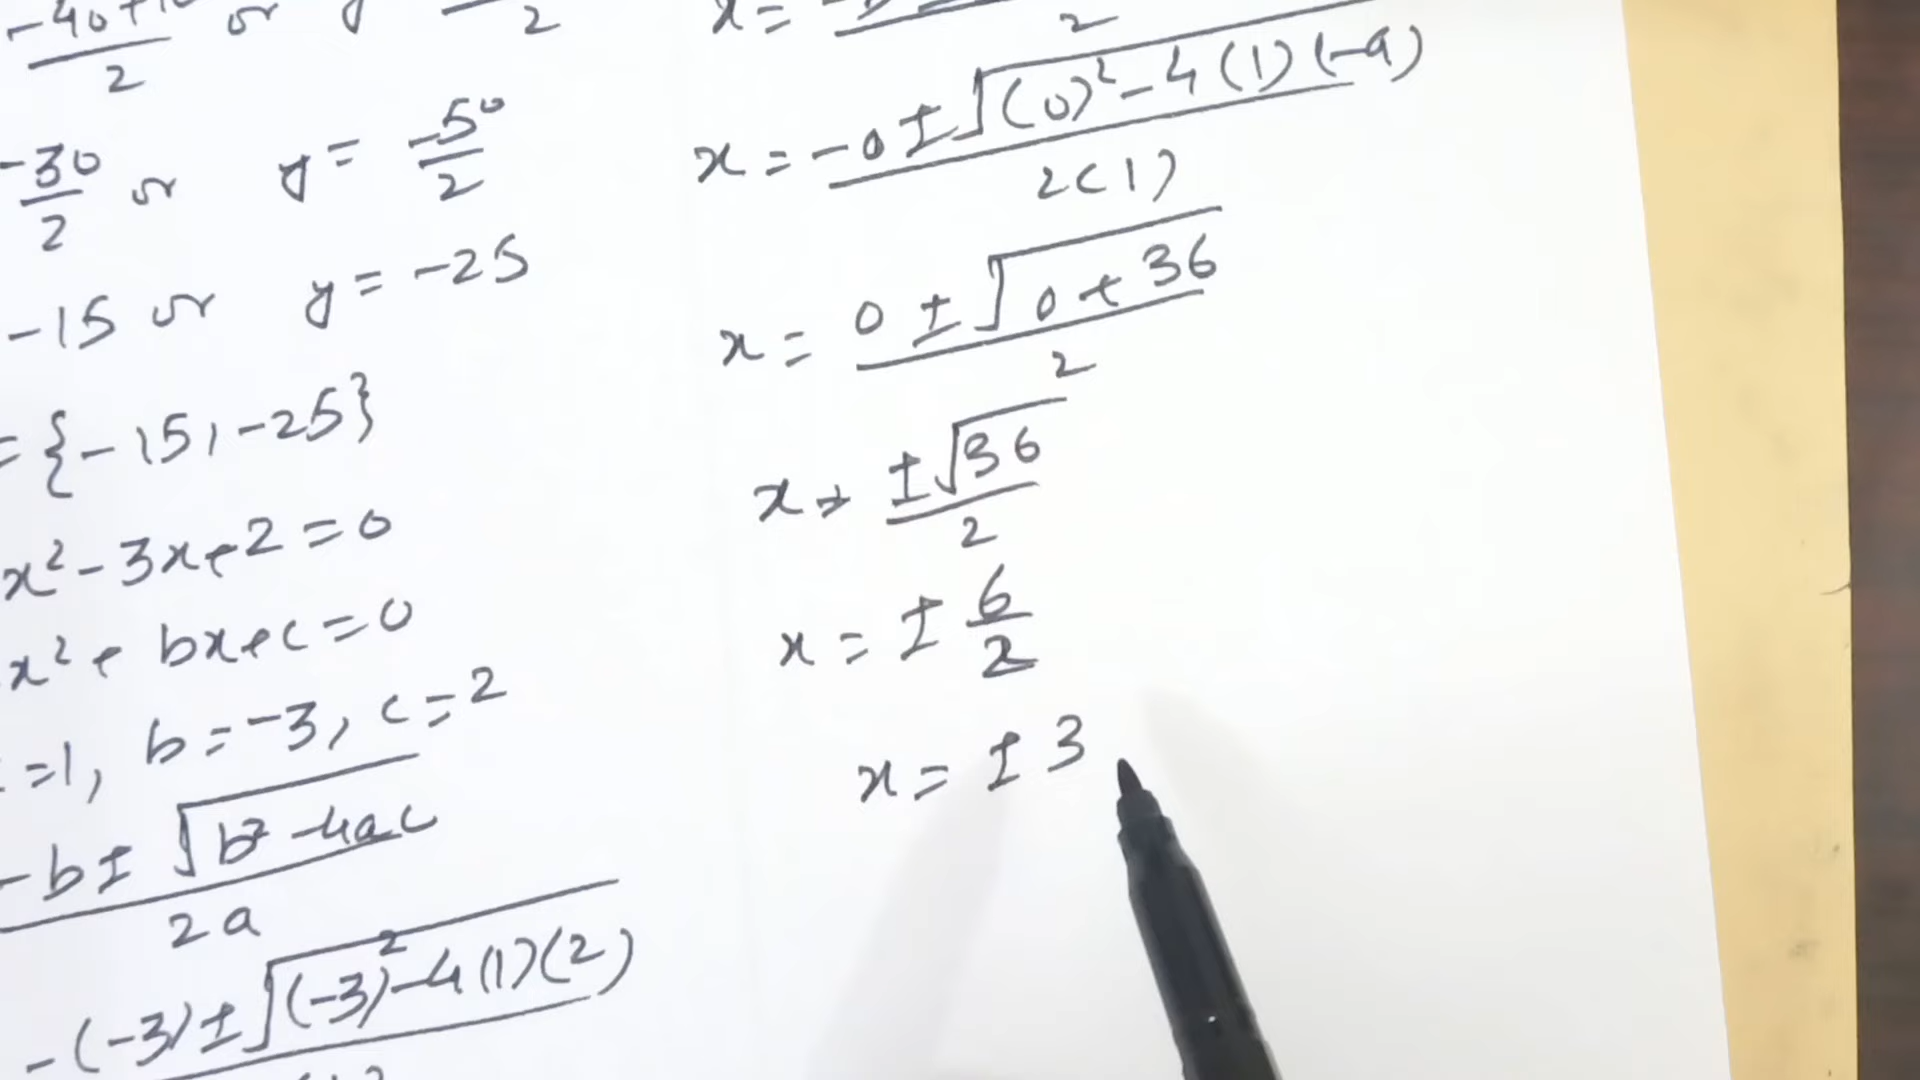 -40+10/2 or y /2
-30/2 or y = -50/2
-15 or y = -25
= {-15, -25}
x² - 3x + 2 = 0
x² + bx + c = 0
=1, b = -3, c = 2
-b ± √(b² - 4ac) / 2a
-(-3) ± √((-3)² - 4(1)(2))
x = /2
x = -0 ± √((0)² - 4(1)(-9)) / 2(1)
x = 0 ± √(0 + 36) / 2
x = ± √36 / 2
x = ± 6/2
x = ± 3